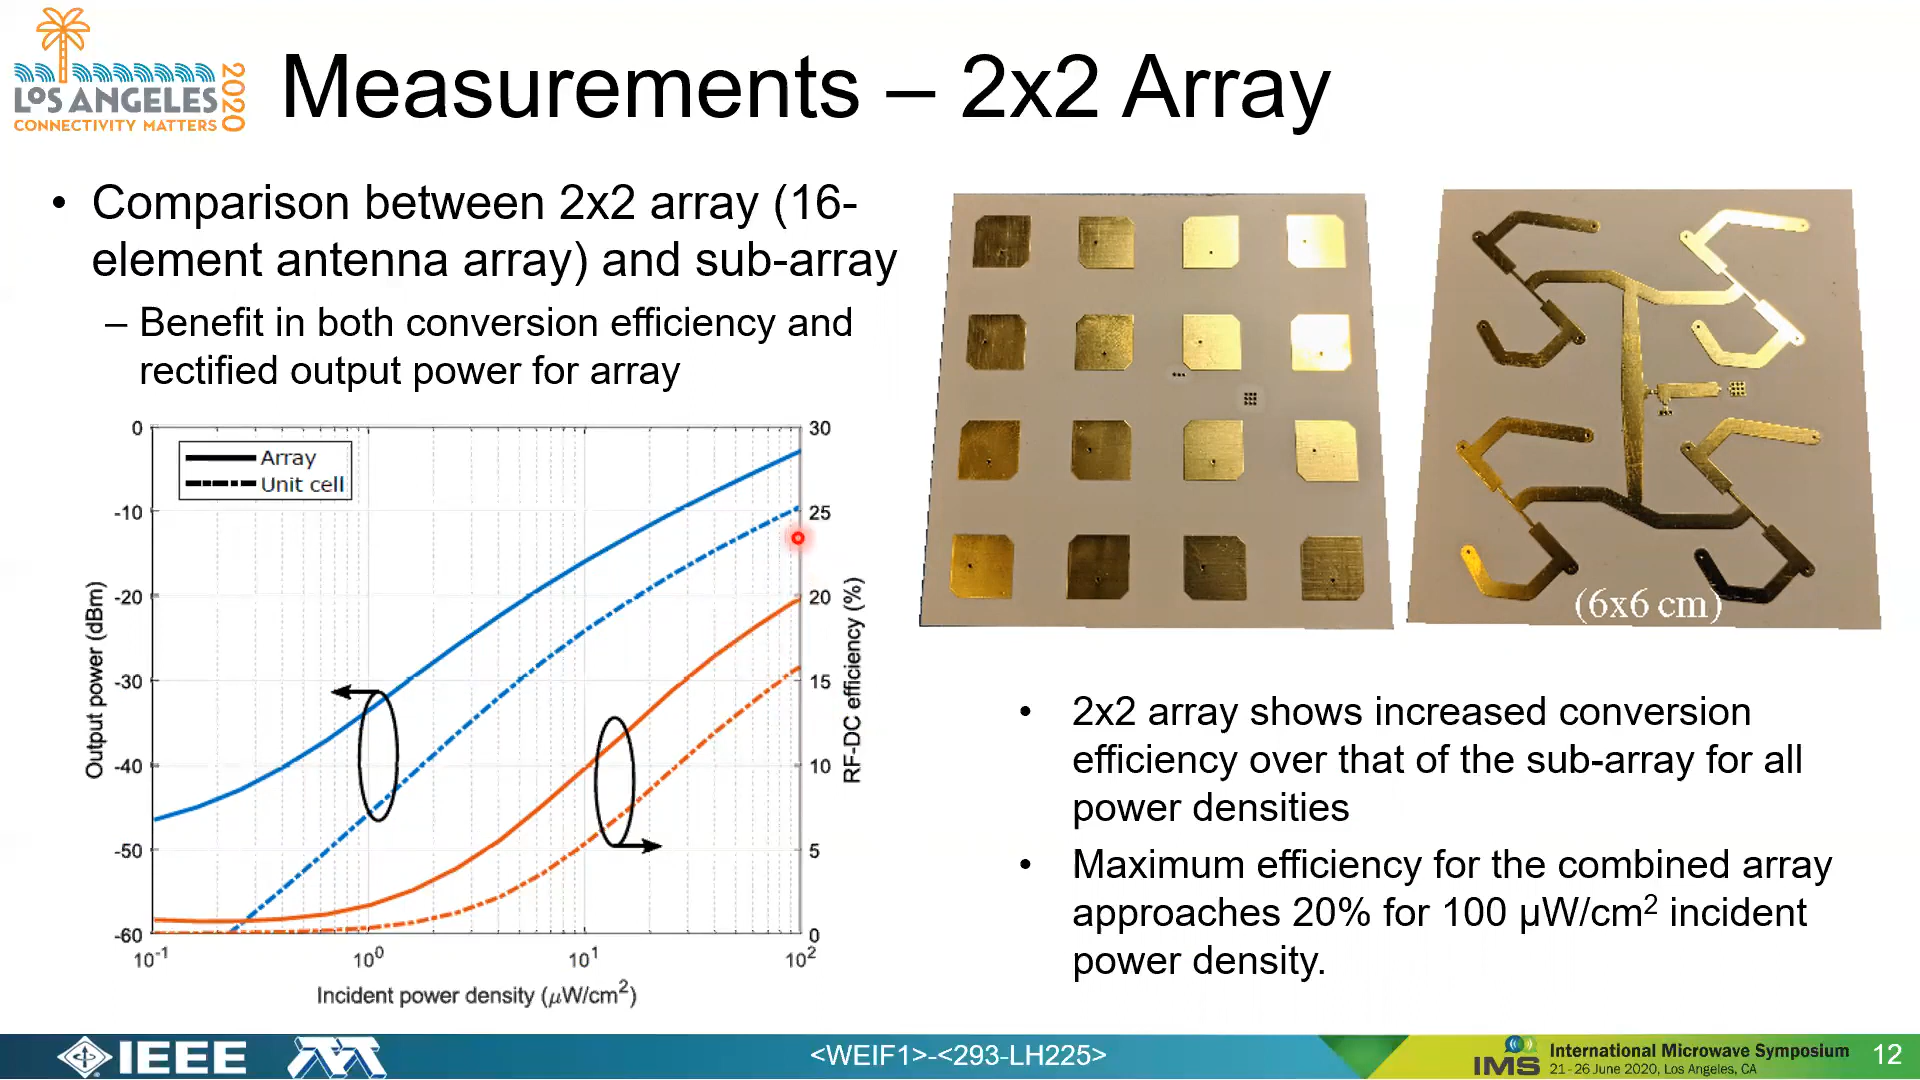 LOS ANGELES
2020
CONNECTIVITY MATTERS
Measurements – 2x2 Array
• Comparison between 2x2 array (16-
element antenna array) and sub-array
– Benefit in both conversion efficiency and
rectified output power for array
Array
Unit cell
0
-10
-20
-30
-40
-50
-60
Output power (dBm)
30
25
20
15
10
5
0
RF-DC efficiency (%)
10⁻¹ 10⁰ 10¹ 10²
Incident power density (μW/cm²)
(6x6 cm)
• 2x2 array shows increased conversion
efficiency over that of the sub-array for all
power densities
• Maximum efficiency for the combined array
approaches 20% for 100 μW/cm² incident
power density.
IEEE
<WEIF1>-<293-LH225>
IMS
International Microwave Symposium
21-26 June 2020, Los Angeles, CA
12